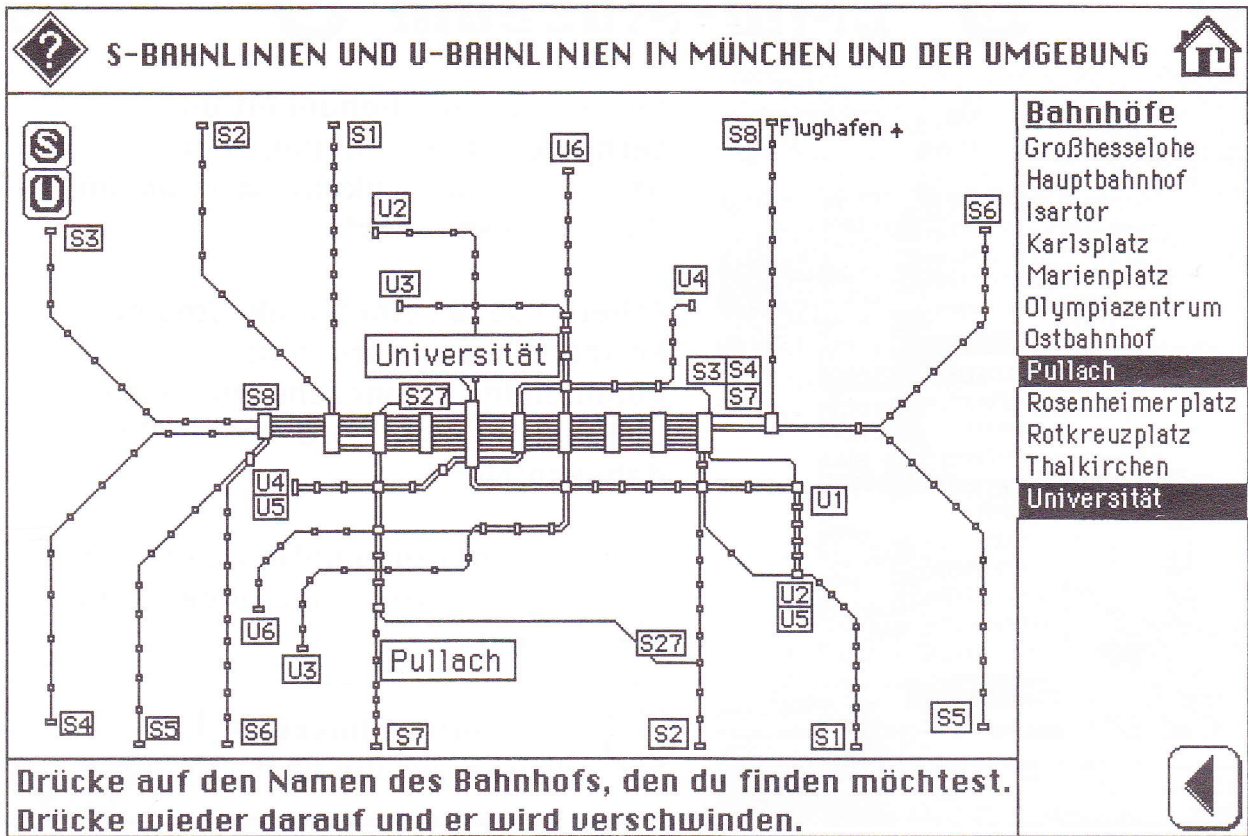 ?
S-BAHNLINIEN UND U-BAHNLINIEN IN MÜNCHEN UND DER UMGEBUNG
S
U
S2
S1
U6
S8
Flughafen
U2
S3
S6
U3
U4
Universität
S3 S4
S7
S8
S27
U4
U5
U1
U2
U5
U6
U3
S27
Pullach
S4
S5
S6
S7
S2
S1
S5
Bahnhöfe
Großhesselohe
Hauptbahnhof
Isartor
Karlsplatz
Marienplatz
Olympiazentrum
Ostbahnhof
Pullach
Rosenheimerplatz
Rotkreuzplatz
Thalkirchen
Universität
Drücke auf den Namen des Bahnhofs, den du finden möchtest.
Drücke wieder darauf und er wird verschwinden.